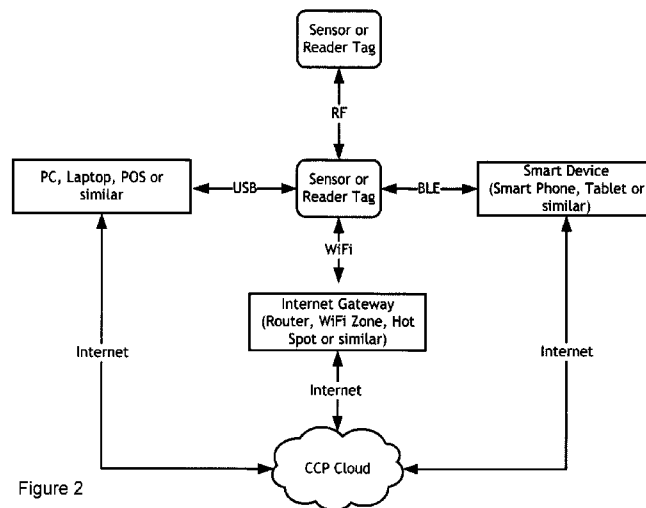 Sensor or
Reader Tag
RF
PC, Laptop, POS or
similar
USB
Sensor or
Reader Tag
BLE
Smart Device
(Smart Phone, Tablet or
similar)
WiFi
Internet Gateway
(Router, WiFi Zone, Hot
Spot or similar)
Internet
Internet
Internet
CCP Cloud
Figure 2